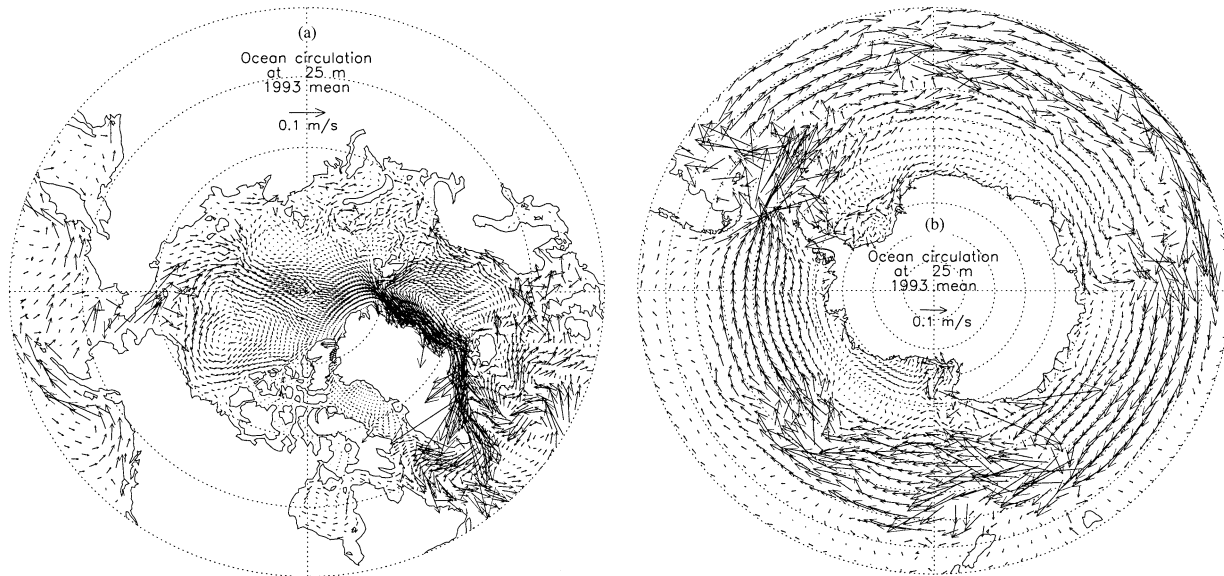 (a)
Ocean circulation
at 25 m
1993 mean
0.1 m/s
(b)
Ocean circulation
at 25 m
1993 mean
0.1 m/s